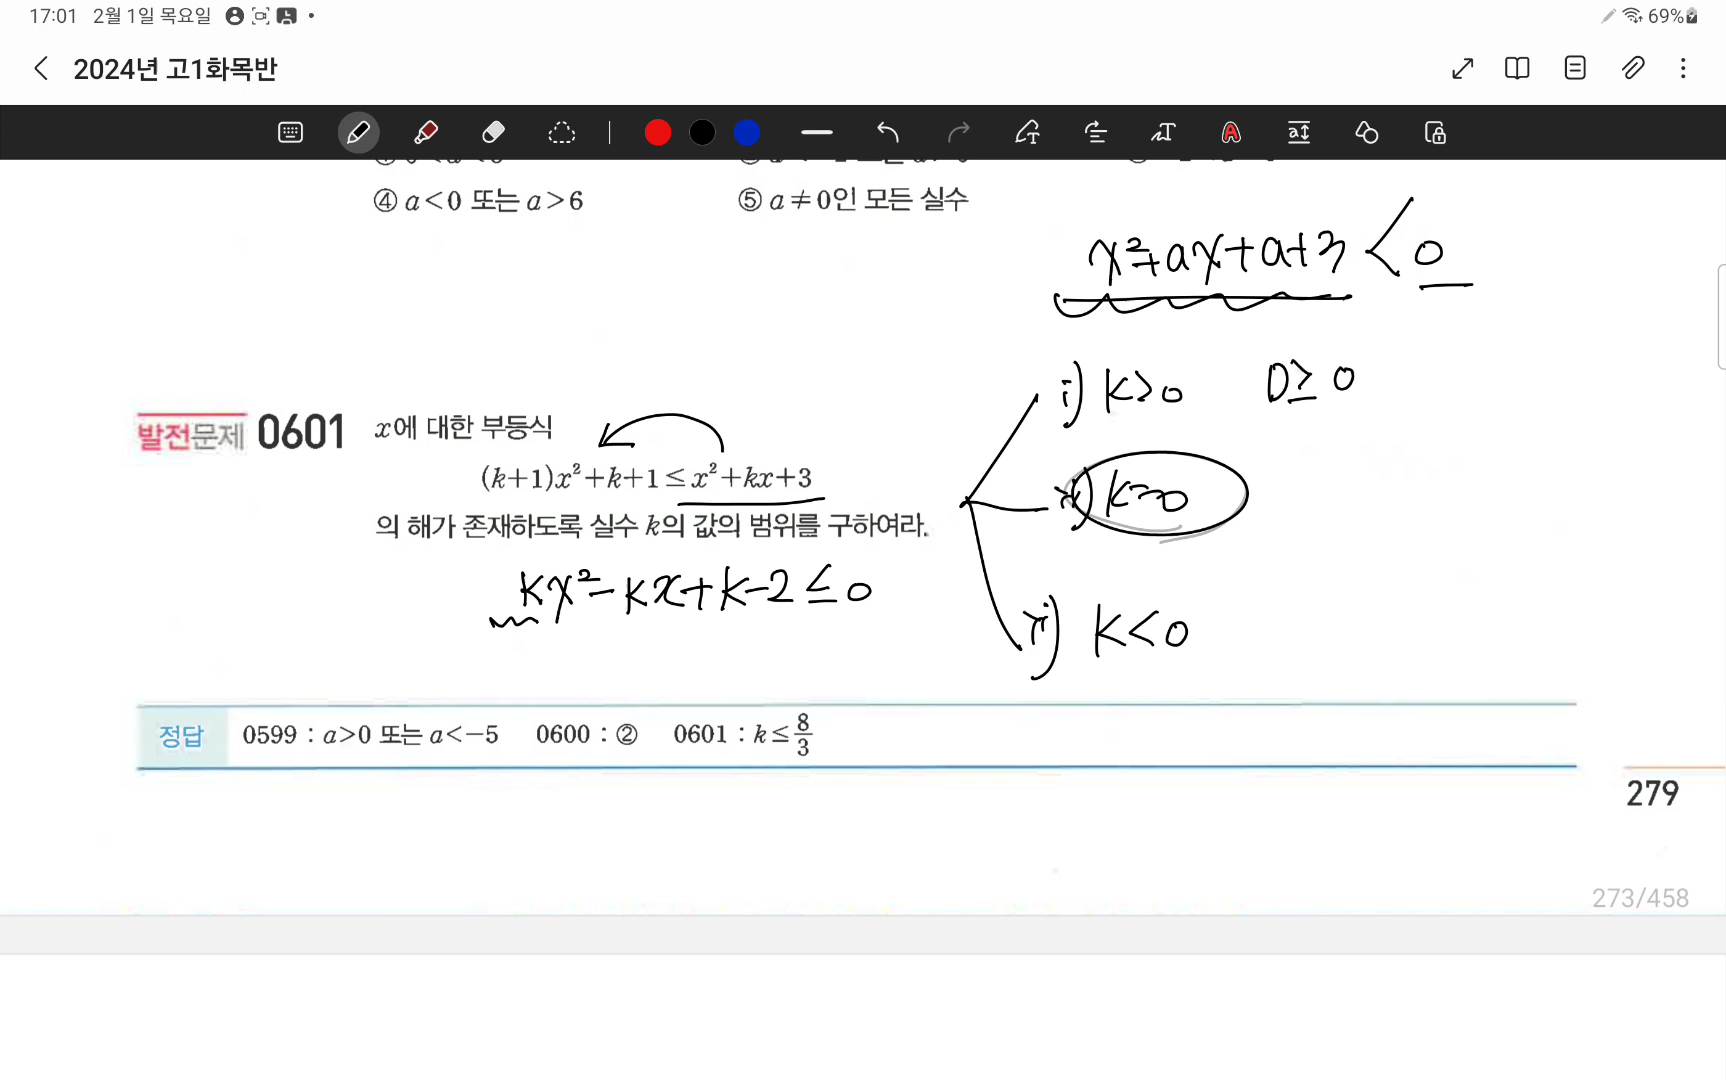 17:01 2월 1일 목요일
69%
2024년 고1화목반
④ a<0 또는 a>6 ⑤ a≠0인 모든 실수
x²+ax+a+3<0
발전문제 0601 x에 대한 부등식
(k+1)x²+k+1≤x²+kx+3
의 해가 존재하도록 실수 k의 값의 범위를 구하여라.
kx²-kx+k-2≤0
i) k>0 D≥0
ii) k=0
iii) k<0
정답 0599 : a>0 또는 a<-5 0600 : ② 0601 : k≤8/3
279
273/458